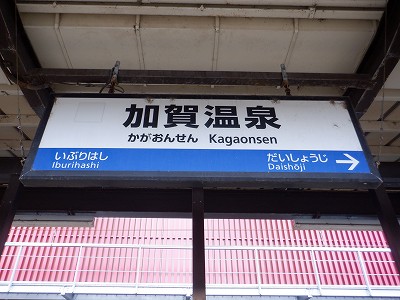 加賀温泉
かがおんせん Kagaonsen
いぶりはし だいしょうじ
Iburihashi Daishōji